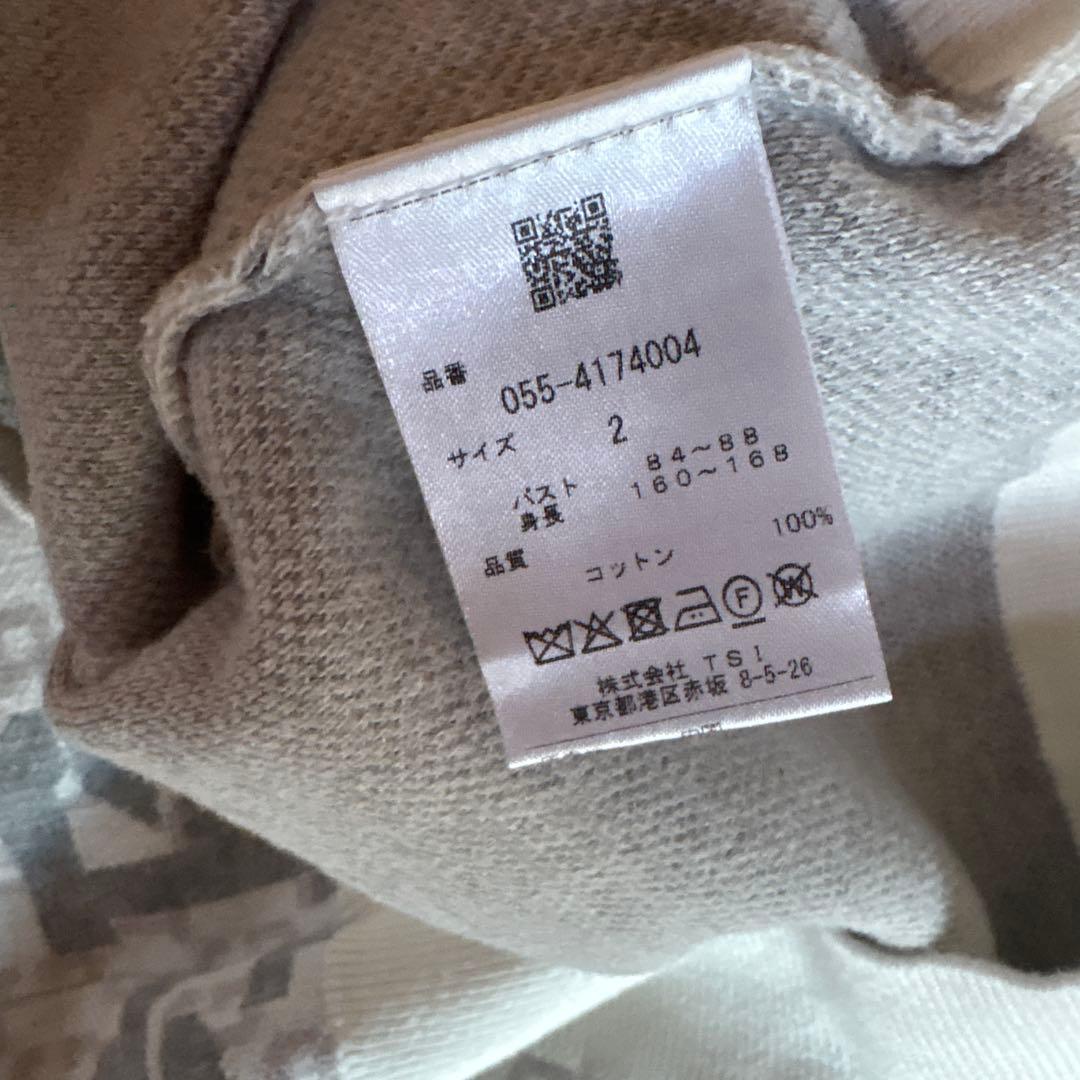 品番 055-4174004
サイズ 2
バスト 84～88
身長 160～168
品質 コットン 100%
F W
株式会社 TSI
東京都港区赤坂 8-5-26